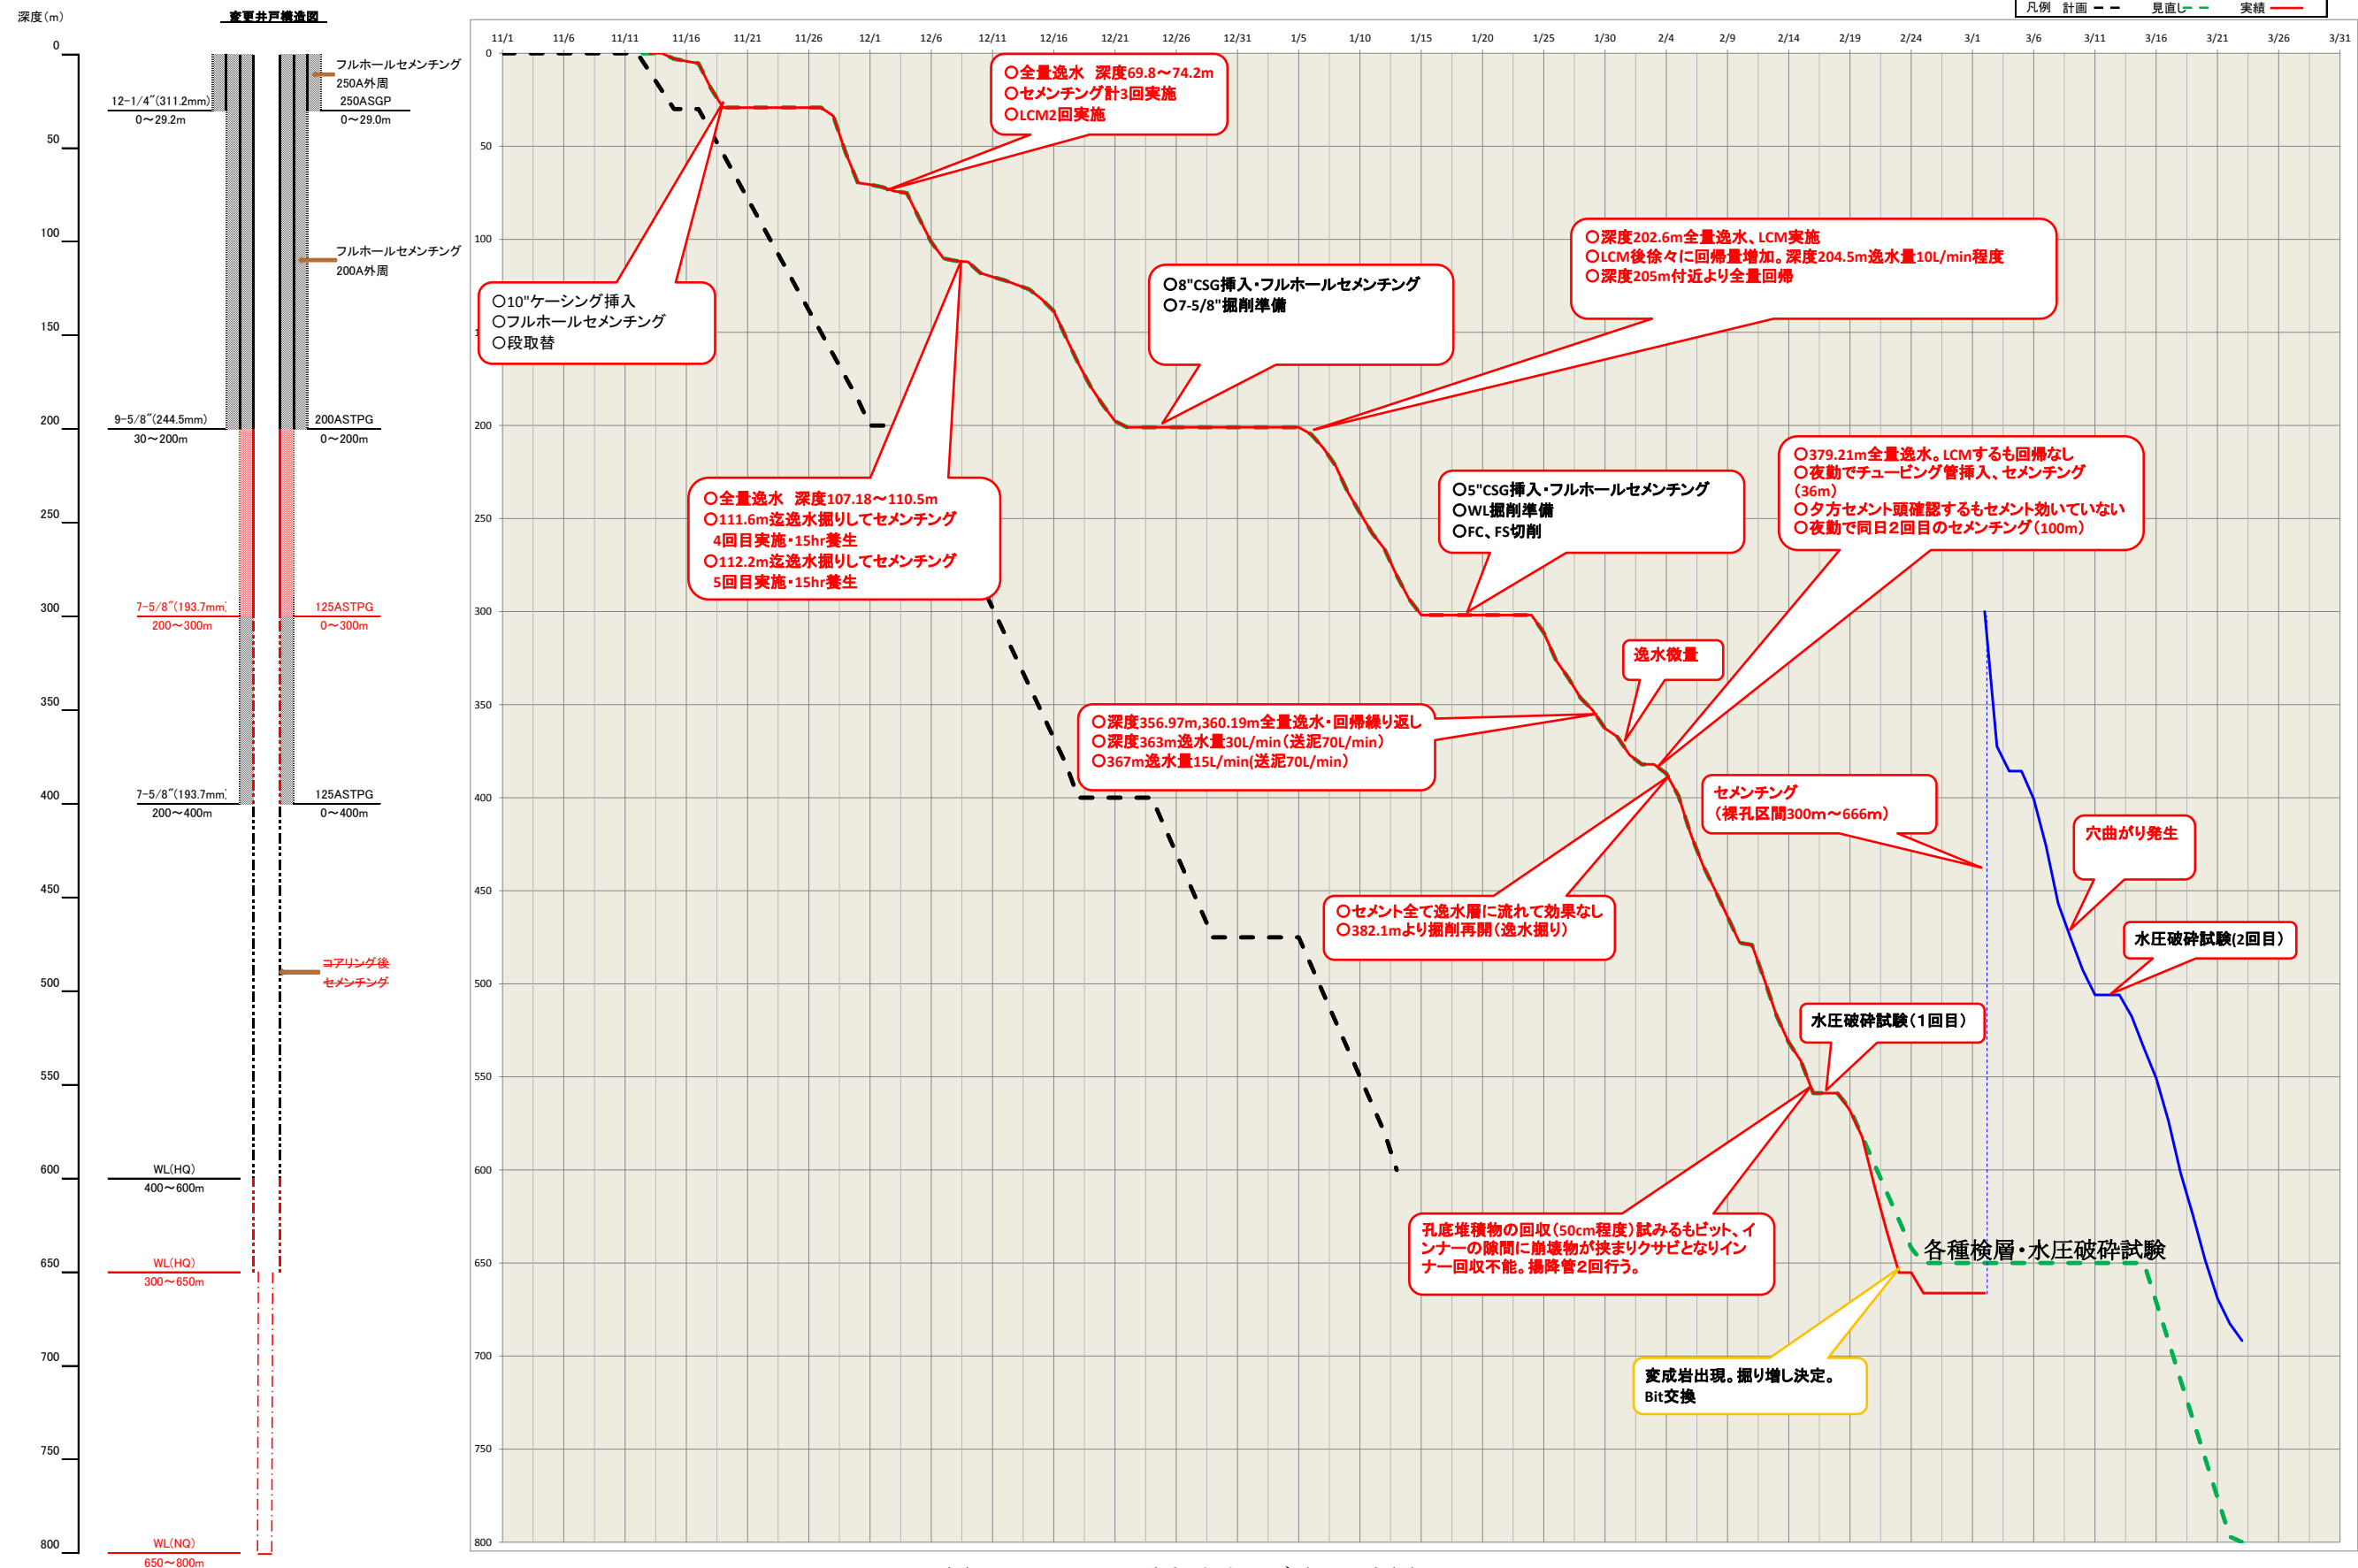 深度(m)
変更井戸構造図
凡例 計画 見直し 実績
0
50
100
150
200
250
300
350
400
450
500
550
600
650
700
750
800
フルホールセメンチング
250A外周
12-1/4"(311.2mm)
0~29.2m
250ASGP
0~29.0m
フルホールセメンチング
200A外周
9-5/8"(244.5mm)
30~200m
200ASTPG
0~200m
7-5/8"(193.7mm)
200~300m
125ASTPG
0~300m
7-5/8"(193.7mm)
200~400m
125ASTPG
0~400m
コアリング後
セメンチング
WL(HQ)
400~600m
WL(HQ)
300~650m
WL(NQ)
650~800m
11/1 11/6 11/11 11/16 11/21 11/26 12/1 12/6 12/11 12/16 12/21 12/26 12/31 1/5 1/10 1/15 1/20 1/25 1/30 2/4 2/9 2/14 2/19 2/24 3/1 3/6 3/11 3/16 3/21 3/26 3/31
0
50
100
200
250
300
350
400
450
500
550
600
650
700
750
800
○全量逸水 深度69.8~74.2m
○セメンチング計3回実施
○LCM2回実施
○10"ケーシング挿入
○フルホールセメンチング
○段取替
○8"CSG挿入・フルホールセメンチング
○7-5/8"掘削準備
○深度202.6m全量逸水、LCM実施
○LCM後徐々に回帰量増加。深度204.5m逸水量10L/min程度
○深度205m付近より全量回帰
○全量逸水 深度107.18~110.5m
○111.6m迄逸水掘りしてセメンチング
4回目実施・15hr養生
○112.2m迄逸水掘りしてセメンチング
5回目実施・15hr養生
○5"CSG挿入・フルホールセメンチング
○WL掘削準備
○FC、FS切削
○379.21m全量逸水。LCMするも回帰なし
○夜勤でチュービング管挿入、セメンチング
(36m)
○夕方セメント頭確認するもセメント効いていない
○夜勤で同日2回目のセメンチング(100m)
逸水微量
○深度356.97m,360.19m全量逸水・回帰繰り返し
○深度363m逸水量30L/min(送泥70L/min)
○367m逸水量15L/min(送泥70L/min)
セメンチング
(裸孔区間300m~666m)
穴曲がり発生
○セメント全て逸水層に流れて効果なし
○382.1mより掘削再開(逸水掘り)
水圧破砕試験(2回目)
水圧破砕試験(1回目)
孔底堆積物の回収(50cm程度)試みるもビット、イ
ンナーの隙間に崩壊物が挟まりクサビとなりイン
ナー回収不能。揚降管2回行う。
各種検層・水圧破砕試験
変成岩出現。掘り増し決定。
Bit交換